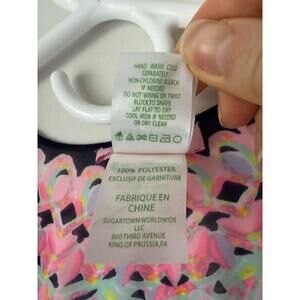 HAND WASH COLD
SEPARATELY
NON-CHLORINE BLEACH
IF NEEDED
DO NOT WRING OR TWIST
BLOCK TO SHAPE
LAY FLAT TO DRY
COOL IRON IF NEEDED
OR DRY CLEAN
100% POLYESTER
EXCLUSIF DE GARNITURE
FABRIQUE EN
CHINE
SUGARTOWN WORLDWIDE
LLC
800 THIRD AVENUE
KING OF PRUSSIA, PA